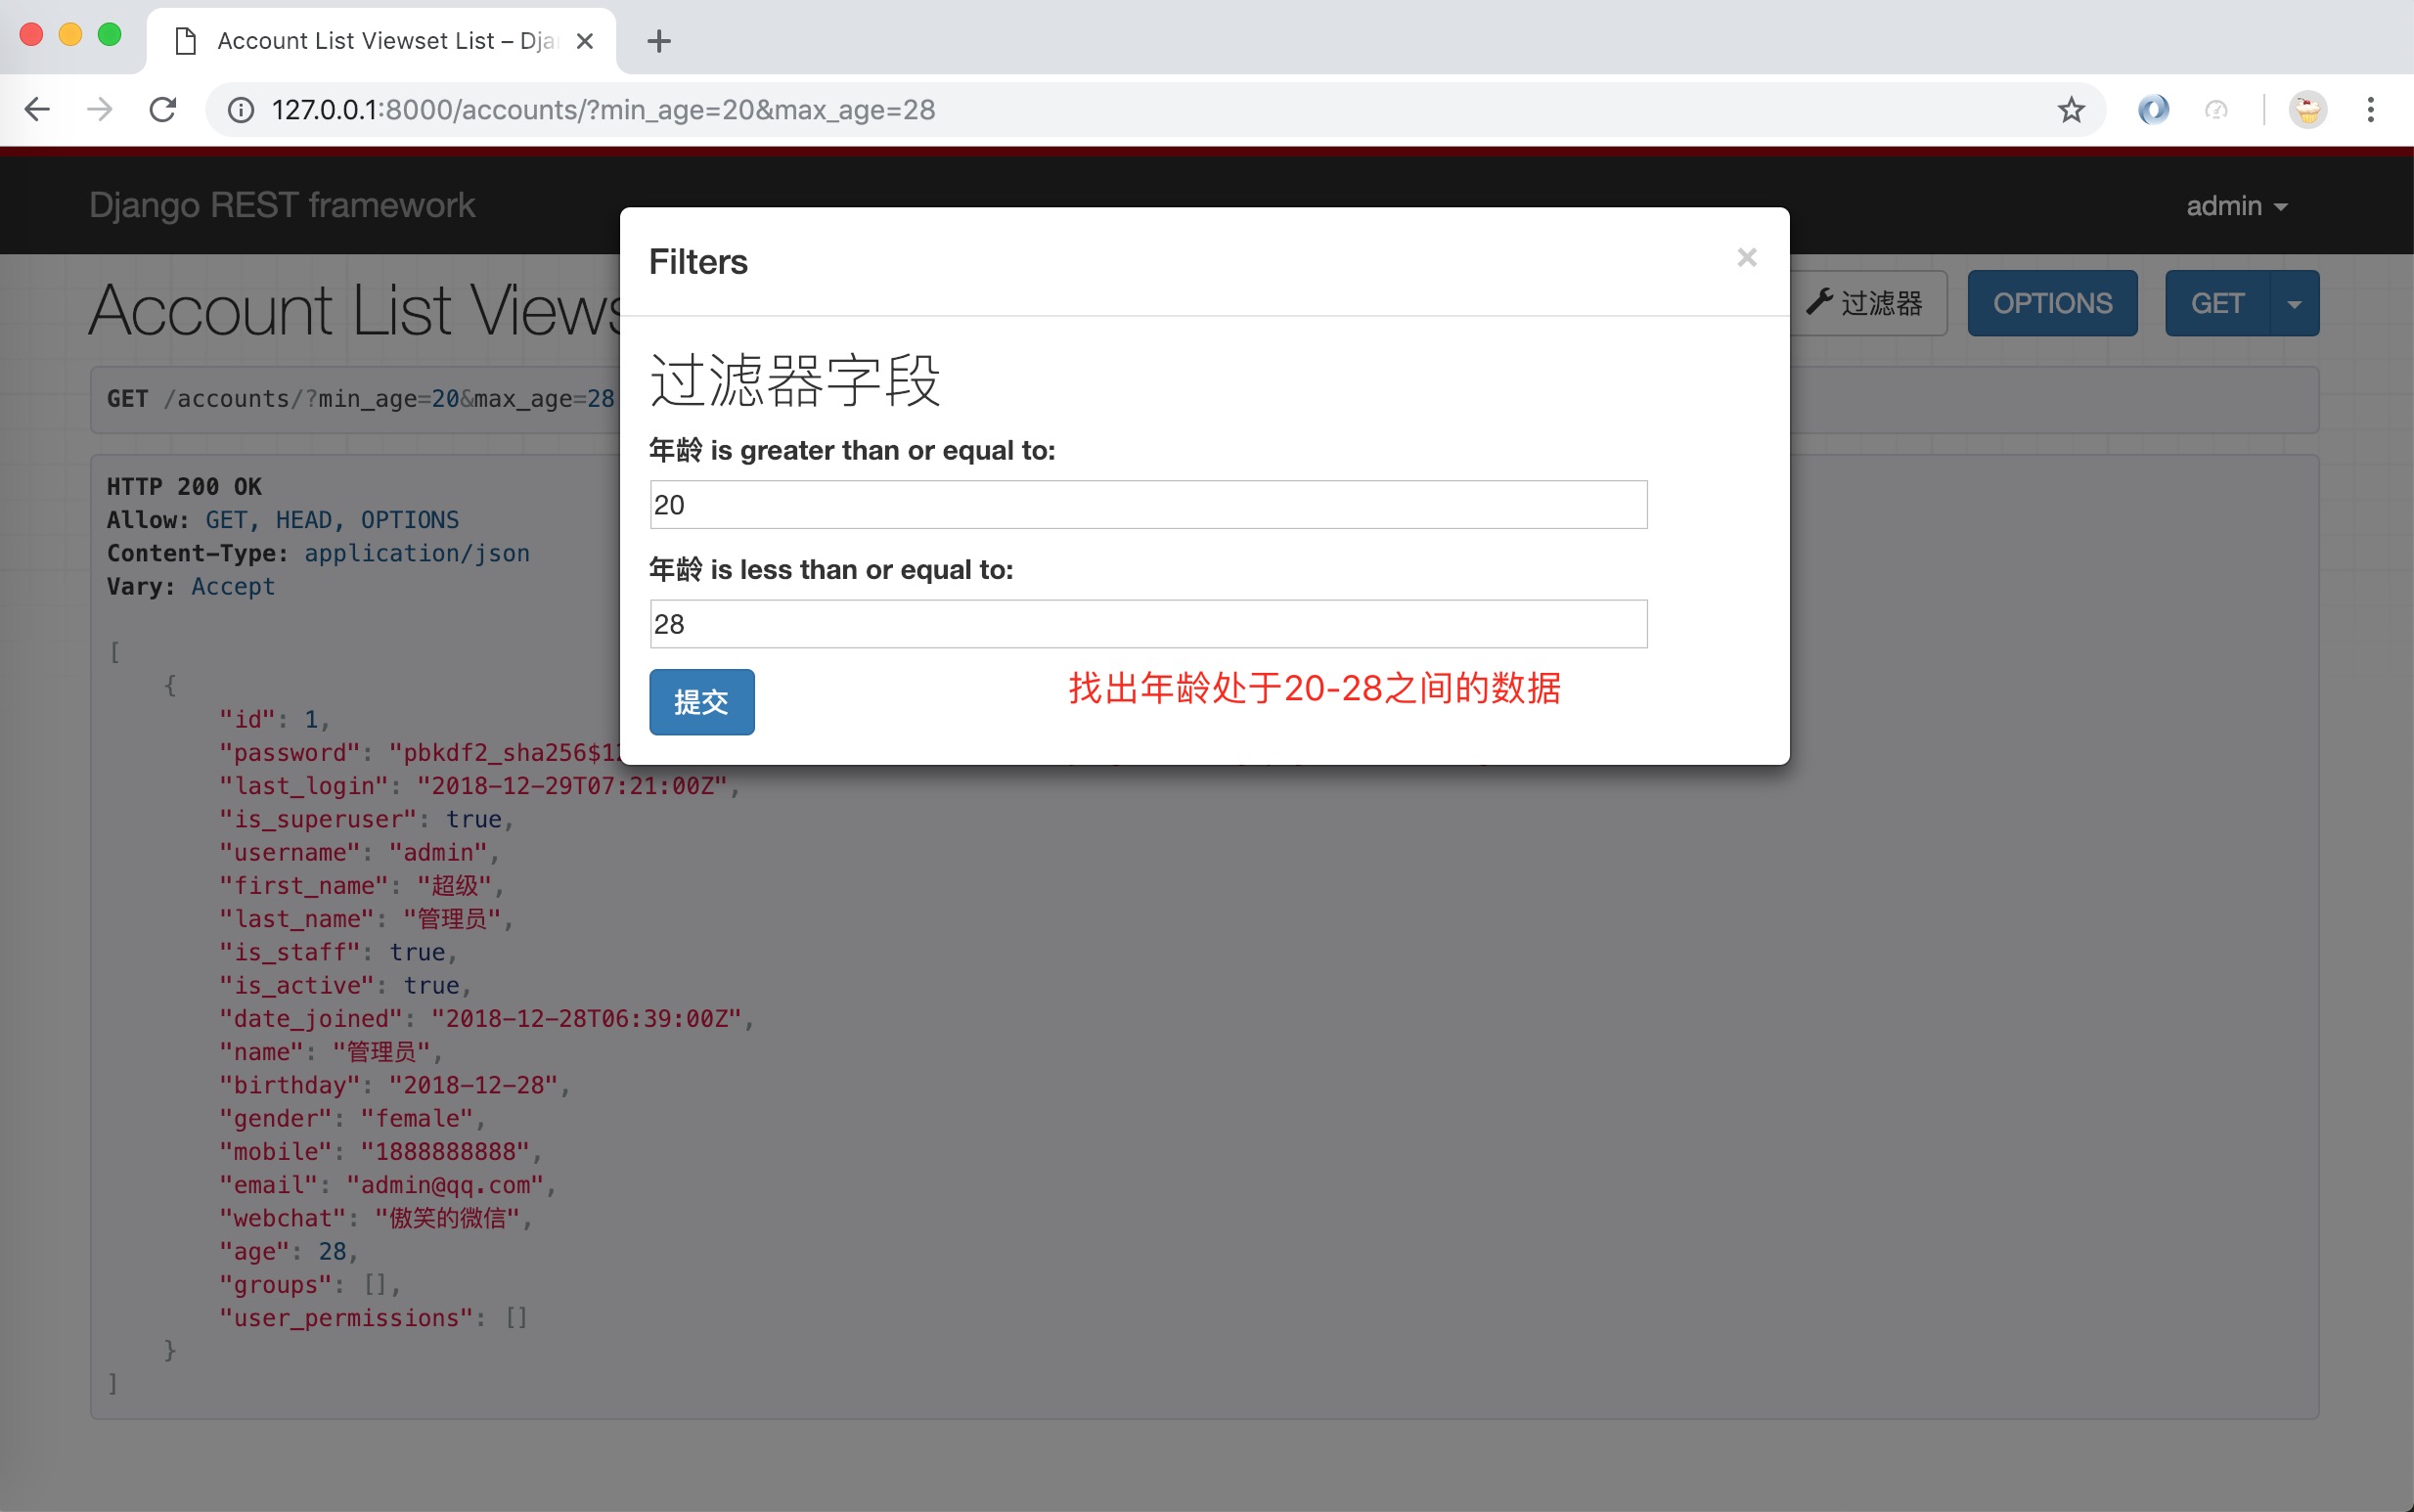 Account List Viewset List – Dja
127.0.0.1:8000/accounts/?min_age=20&max_age=28
Django REST framework
admin
Account List Views
过滤器
OPTIONS
GET
GET /accounts/?min_age=20&max_age=28
HTTP 200 OK
Allow: GET, HEAD, OPTIONS
Content-Type: application/json
Vary: Accept
[
{
"id": 1,
"password": "pbkdf2_sha256$12
"last_login": "2018-12-29T07:21:00Z",
"is_superuser": true,
"username": "admin",
"first_name": "超级",
"last_name": "管理员",
"is_staff": true,
"is_active": true,
"date_joined": "2018-12-28T06:39:00Z",
"name": "管理员",
"birthday": "2018-12-28",
"gender": "female",
"mobile": "1888888888",
"email": "admin@qq.com",
"webchat": "傲笑的微信",
"age": 28,
"groups": [],
"user_permissions": []
}
]
Filters
×
过滤器字段
年龄 is greater than or equal to:
20
年龄 is less than or equal to:
28
提交
找出年龄处于20-28之间的数据